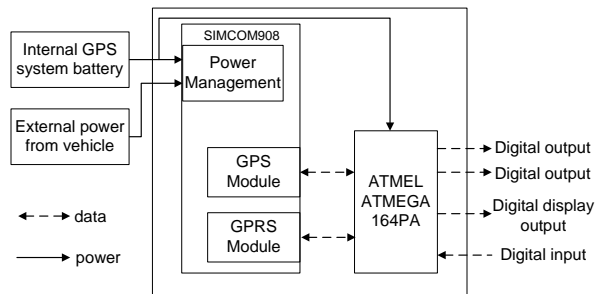 Internal GPS
system battery
External power
from vehicle
SIMCOM908
Power
Management
GPS
Module
GPRS
Module
ATMEL
ATMEGA
164PA
Digital output
Digital output
Digital display
output
Digital input
data
power